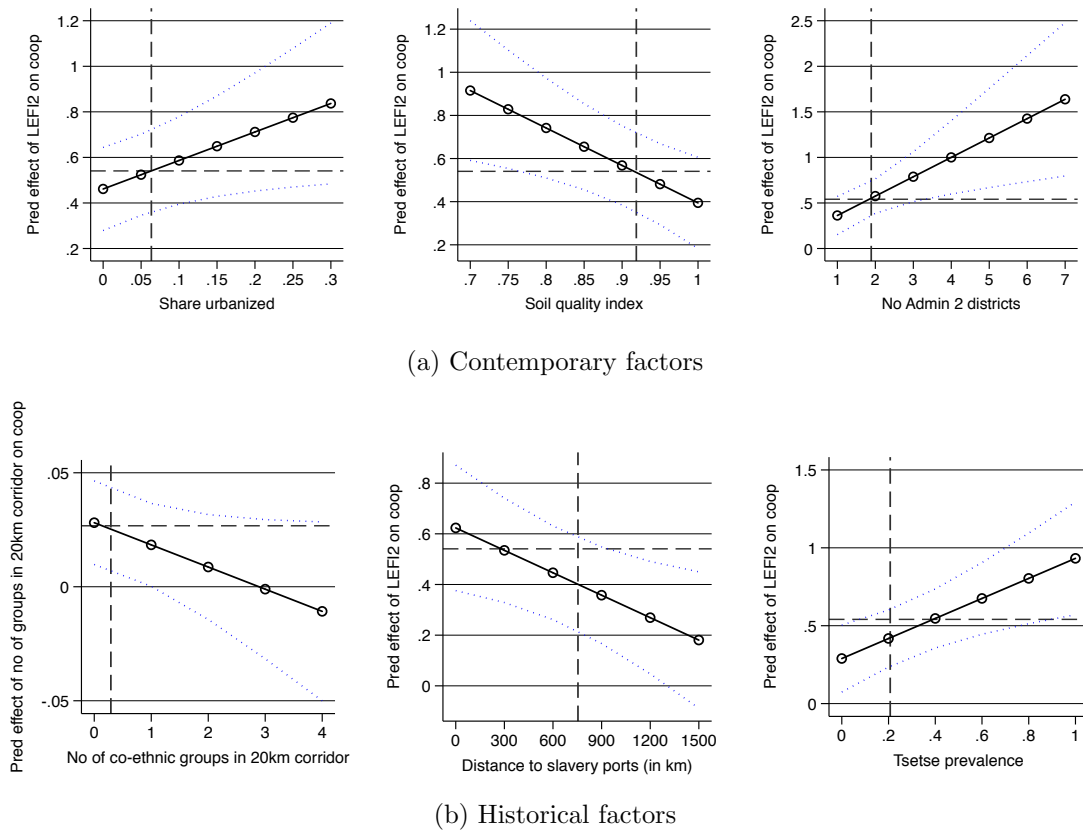 Pred effect of LEFI2 on coop
1.2
1
.8
.6
.4
.2
0 .05 .1 .15 .2 .25 .3
Share urbanized
Pred effect of LEFI2 on coop
1.2
1
.8
.6
.4
.2
.7 .75 .8 .85 .9 .95 1
Soil quality index
Pred effect of LEFI2 on coop
2.5
2
1.5
1
.5
0
1 2 3 4 5 6 7
No Admin 2 districts
(a) Contemporary factors
Pred effect of no of groups in 20km corridor on coop
.05
0
-.05
0 1 2 3 4
No of co-ethnic groups in 20km corridor
Pred effect of LEFI2 on coop
.8
.6
.4
.2
0
0 300 600 900 1200 1500
Distance to slavery ports (in km)
Pred effect of LEFI2 on coop
1.5
1
.5
0
0 .2 .4 .6 .8 1
Tsetse prevalence
(b) Historical factors